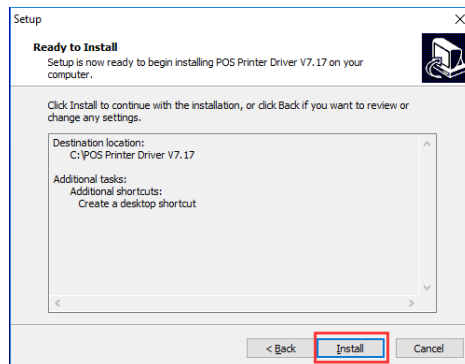 Setup
Ready to Install
Setup is now ready to begin installing POS Printer Driver V7.17 on your
computer.
Click Install to continue with the installation, or click Back if you want to review or
change any settings.
Destination location:
C:\POS Printer Driver V7.17
Additional tasks:
Additional shortcuts:
Create a desktop shortcut
< Back
Install
Cancel